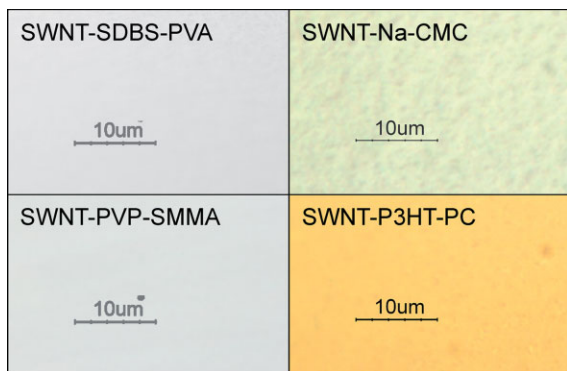 SWNT-SDBS-PVA
10um
SWNT-Na-CMC
10um
SWNT-PVP-SMMA
10um
SWNT-P3HT-PC
10um